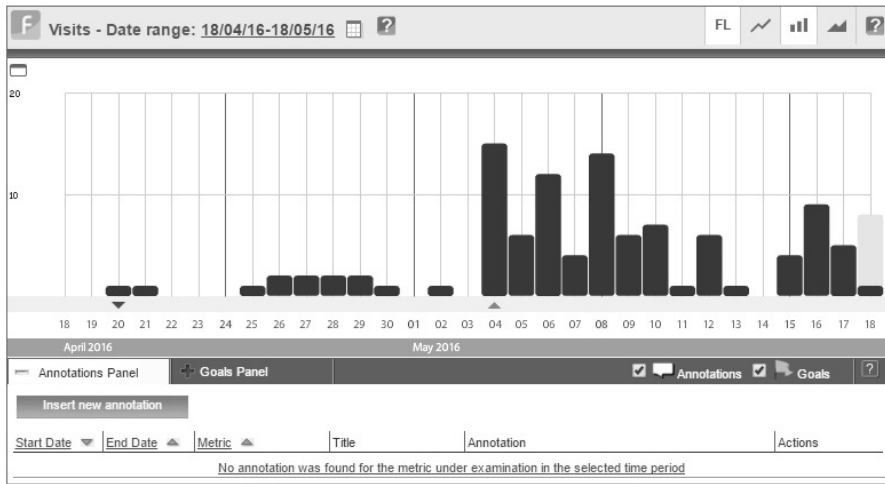 F Visits - Date range: 18/04/16-18/05/16 ? FL ?
20
10
18 19 20 21 22 23 24 25 26 27 28 29 30 01 02 03 04 05 06 07 08 09 10 11 12 13 14 15 16 17 18
April 2016 May 2016
Annotations Panel Goals Panel Annotations Goals ?
Insert new annotation
Start Date End Date Metric Title Annotation Actions
No annotation was found for the metric under examination in the selected time period